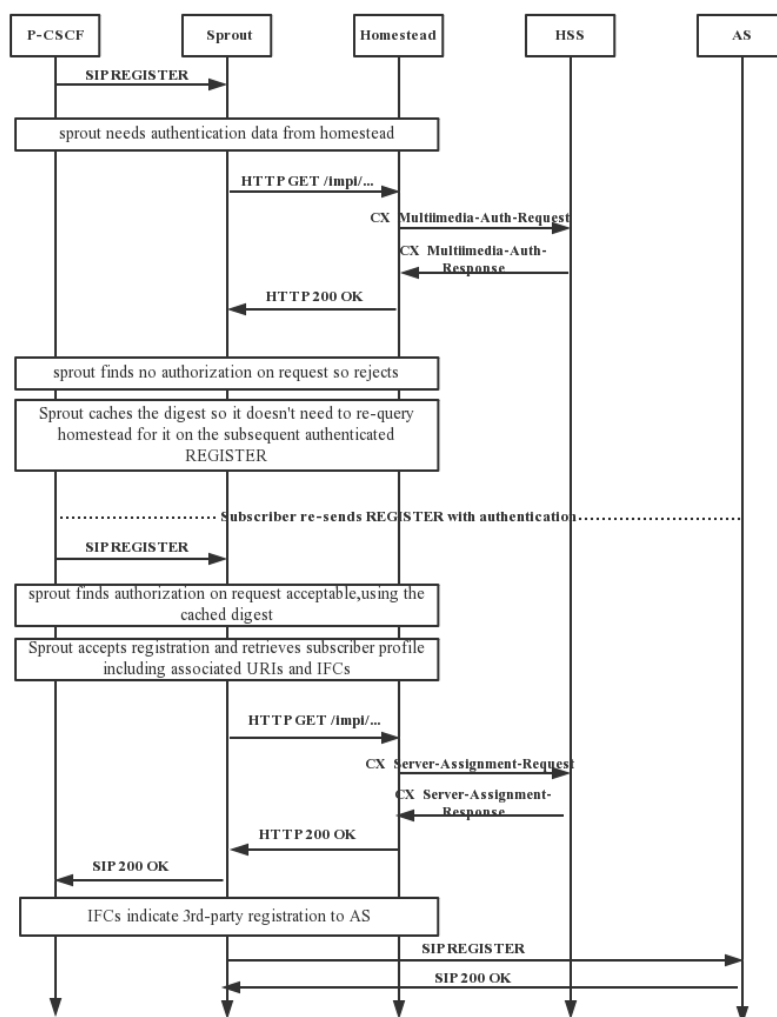 P-CSCF
Sprout
Homestead
HSS
AS
SIP REGISTER
sprout needs authentication data from homestead
HTTP GET /impi/...
CX Multiimedia-Auth-Request
CX Multiimedia-Auth-
Response
HTTP 200 OK
sprout finds no authorization on request so rejects
Sprout caches the digest so it doesn't need to re-query
homestead for it on the subsequent authenticated
REGISTER
Subscriber re-sends REGISTER with authentication
SIP REGISTER
sprout finds authorization on request acceptable,using the
cached digest
Sprout accepts registration and retrieves subscriber profile
including associated URIs and IFCs
HTTP GET /impi/...
CX Server-Assignment-Request
CX Server-Assignment-
Response
HTTP 200 OK
SIP 200 OK
IFCs indicate 3rd-party registration to AS
SIP REGISTER
SIP 200 OK